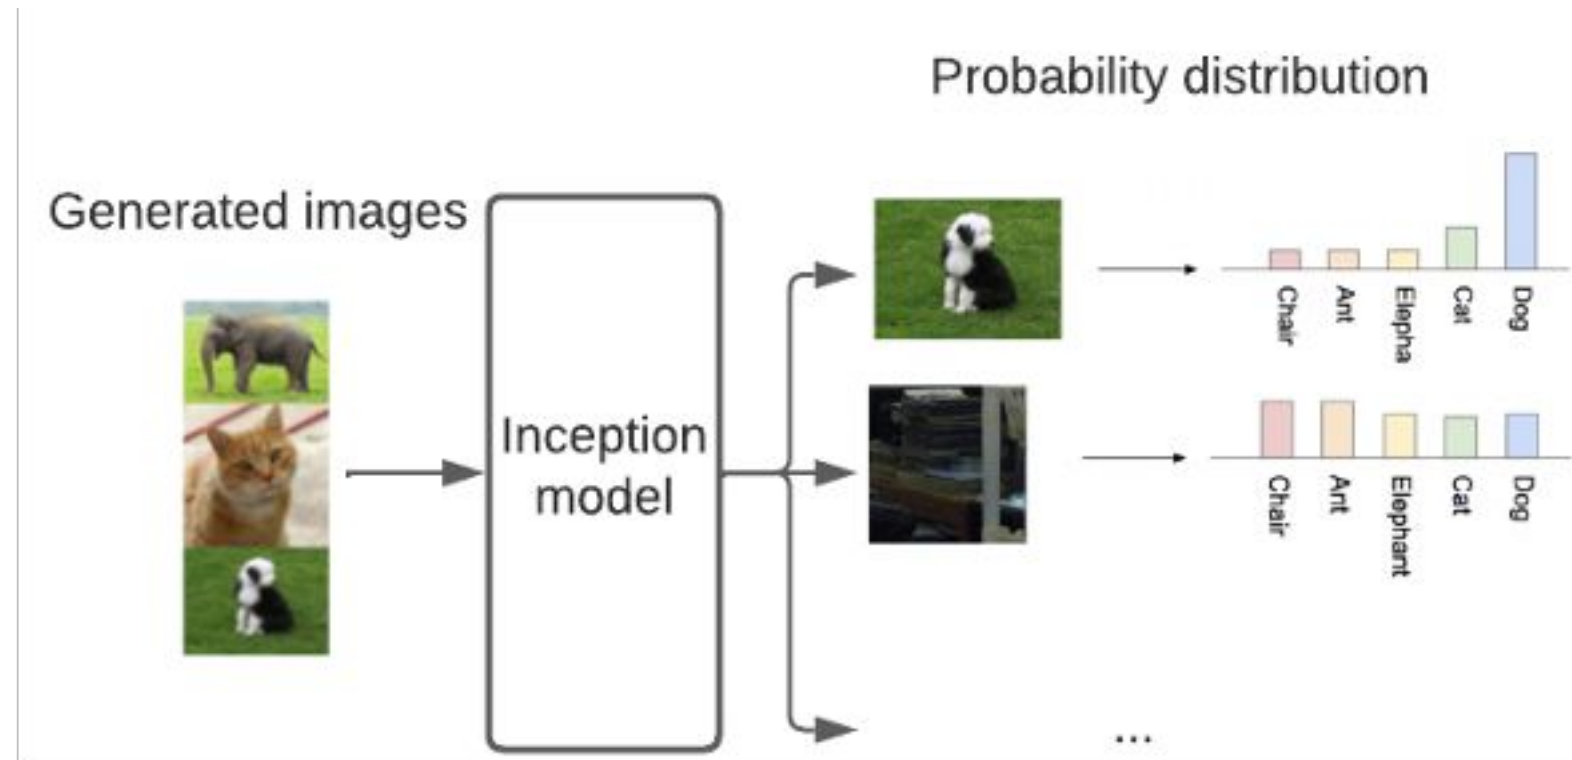 Probability distribution
Generated images
Inception
model
Chair
Ant
Elepha
Cat
Dog
Chair
Ant
Elephant
Cat
Dog
...